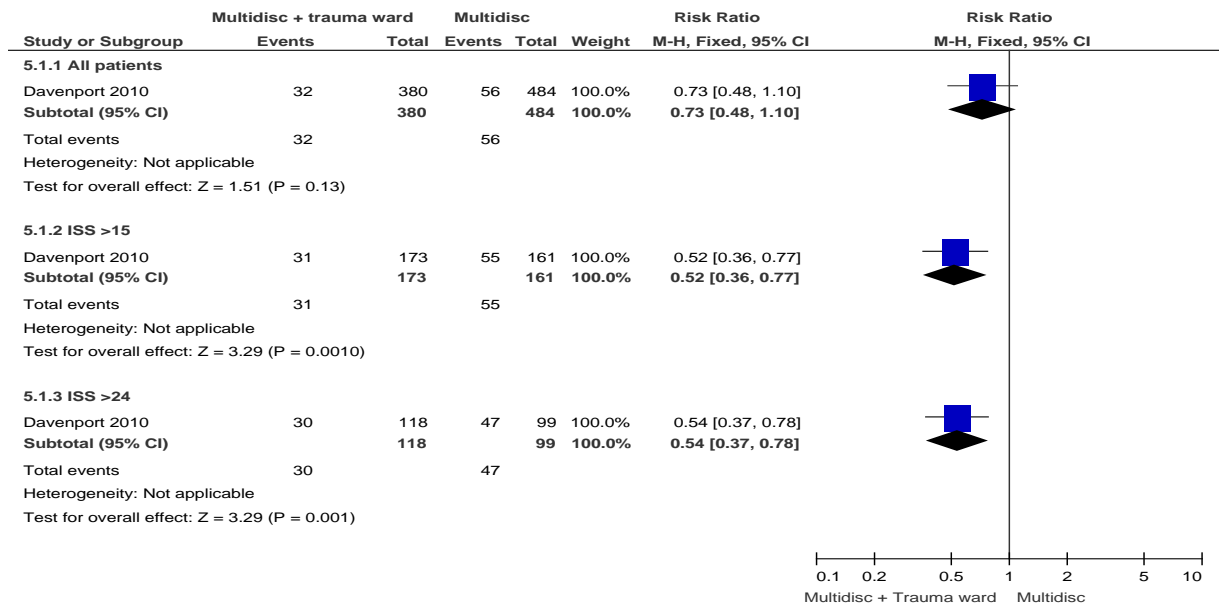 Multidisc + trauma ward Multidisc Risk Ratio Risk Ratio
Study or Subgroup Events Total Events Total Weight M-H, Fixed, 95% CI M-H, Fixed, 95% CI
5.1.1 All patients
Davenport 2010 32 380 56 484 100.0% 0.73 [0.48, 1.10]
Subtotal (95% CI) 380 484 100.0% 0.73 [0.48, 1.10]
Total events 32 56
Heterogeneity: Not applicable
Test for overall effect: Z = 1.51 (P = 0.13)
5.1.2 ISS >15
Davenport 2010 31 173 55 161 100.0% 0.52 [0.36, 0.77]
Subtotal (95% CI) 173 161 100.0% 0.52 [0.36, 0.77]
Total events 31 55
Heterogeneity: Not applicable
Test for overall effect: Z = 3.29 (P = 0.0010)
5.1.3 ISS >24
Davenport 2010 30 118 47 99 100.0% 0.54 [0.37, 0.78]
Subtotal (95% CI) 118 99 100.0% 0.54 [0.37, 0.78]
Total events 30 47
Heterogeneity: Not applicable
Test for overall effect: Z = 3.29 (P = 0.001)
0.1 0.2 0.5 1 2 5 10
Multidisc + Trauma ward Multidisc